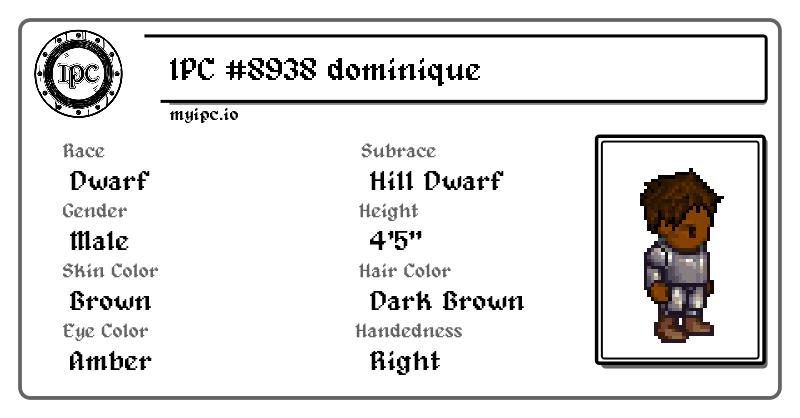 IPC
IPC #8938 dominique
myipc.io
Race
Subrace
Dwarf
Hill Dwarf
Gender
Height
Male
4'5"
Skin Color
Hair Color
Brown
Dark Brown
Eye Color
Handedness
Amber
Right